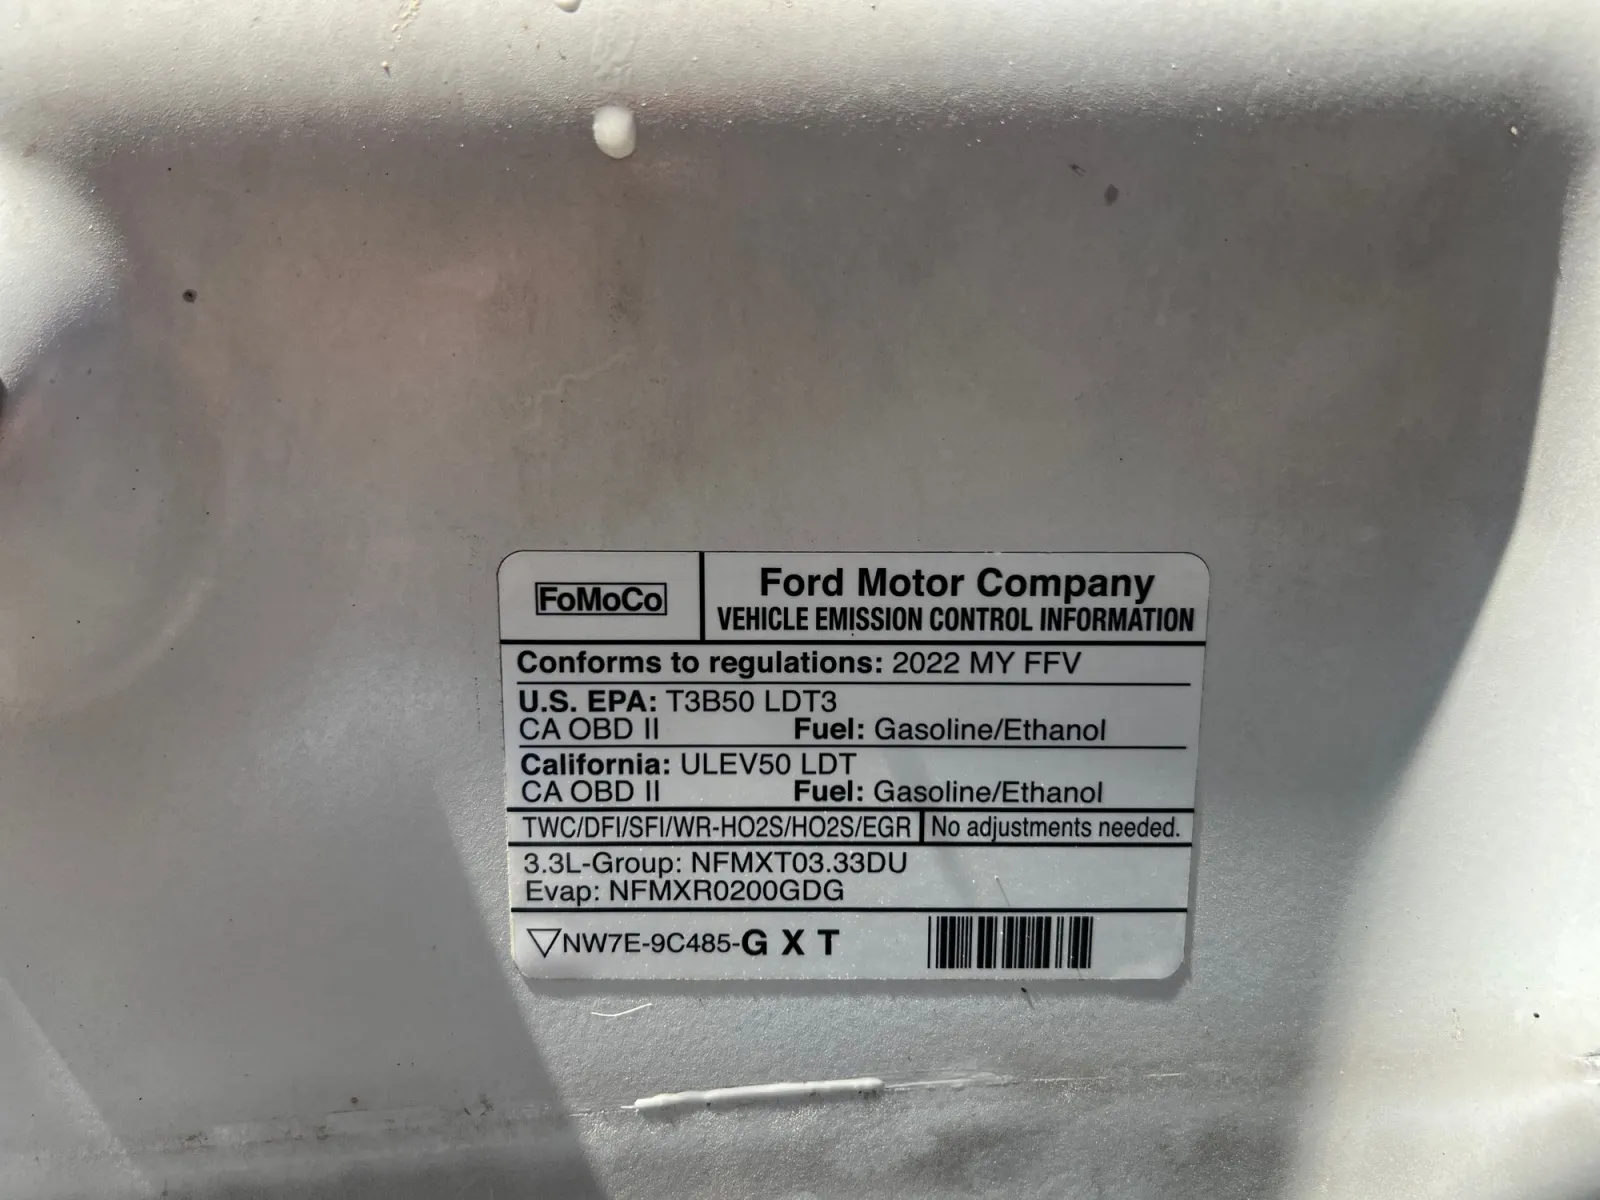 FoMoCo
Ford Motor Company
VEHICLE EMISSION CONTROL INFORMATION
Conforms to regulations: 2022 MY FFV
U.S. EPA: T3B50 LDT3
CA OBD II Fuel: Gasoline/Ethanol
California: ULEV50 LDT
CA OBD II Fuel: Gasoline/Ethanol
TWC/DFI/SFI/WR-HO2S/HO2S/EGR No adjustments needed.
3.3L-Group: NFMXT03.33DU
Evap: NFMXR0200GDG
▽NW7E-9C485-G X T